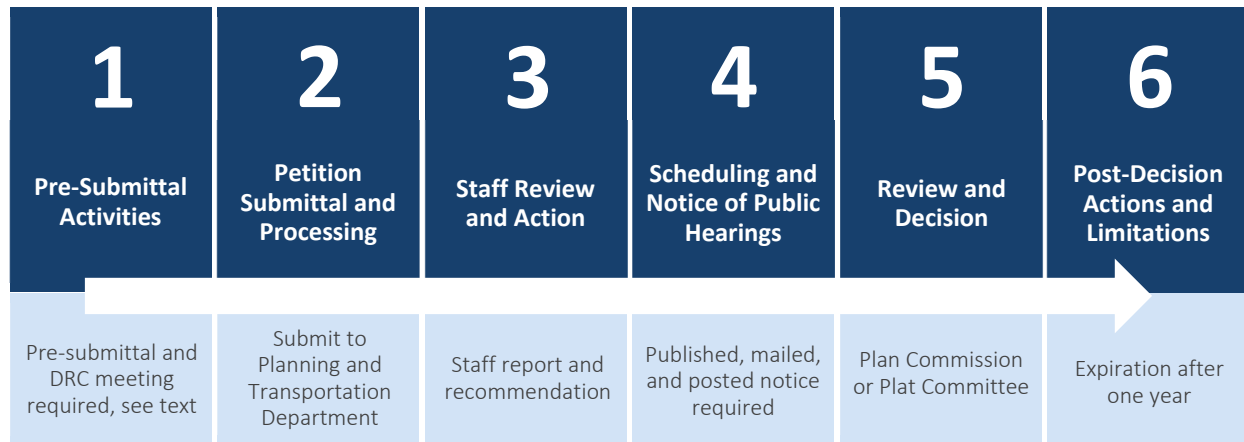 1
Pre-Submittal
Activities
Pre-submittal and
DRC meeting
required, see text
2
Petition
Submittal and
Processing
Submit to
Planning and
Transportation
Department
3
Staff Review
and Action
Staff report and
recommendation
4
Scheduling and
Notice of Public
Hearings
Published, mailed,
and posted notice
required
5
Review and
Decision
Plan Commission
or Plat Committee
6
Post-Decision
Actions and
Limitations
Expiration after
one year